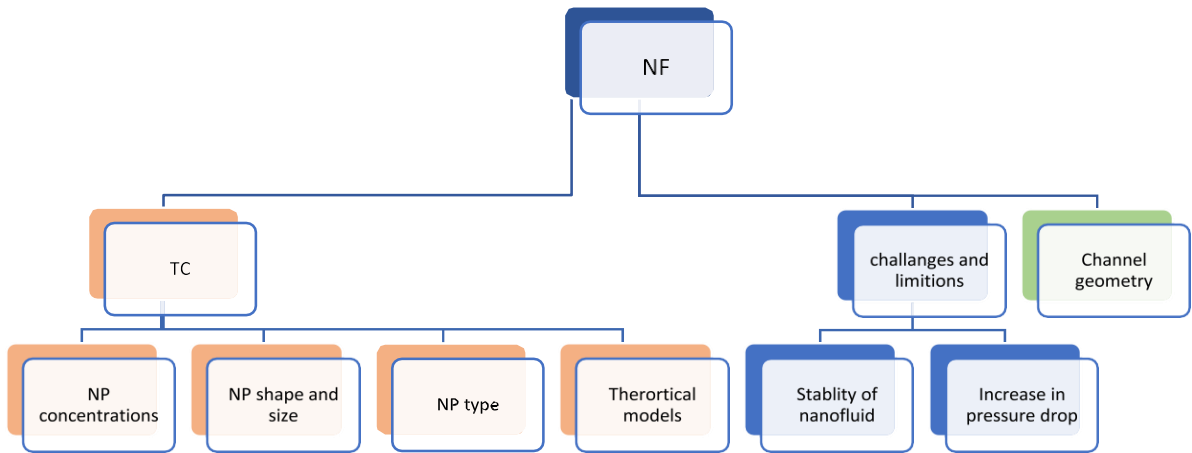 NF
TC
challanges and
limitions
Channel
geometry
NP
concentrations
NP shape and
size
NP type
Therortical
models
Stablity of
nanofluid
Increase in
pressure drop